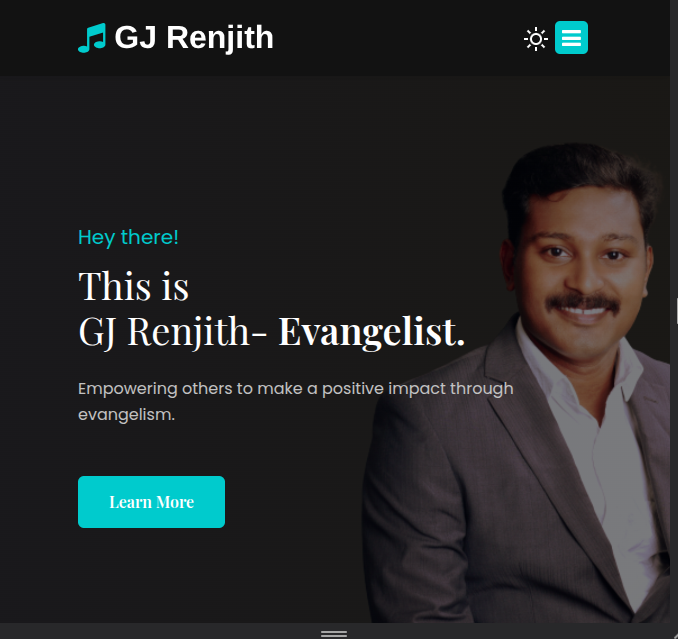 GJ Renjith
Hey there!
This is
GJ Renjith- Evangelist.
Empowering others to make a positive impact through
evangelism.
Learn More